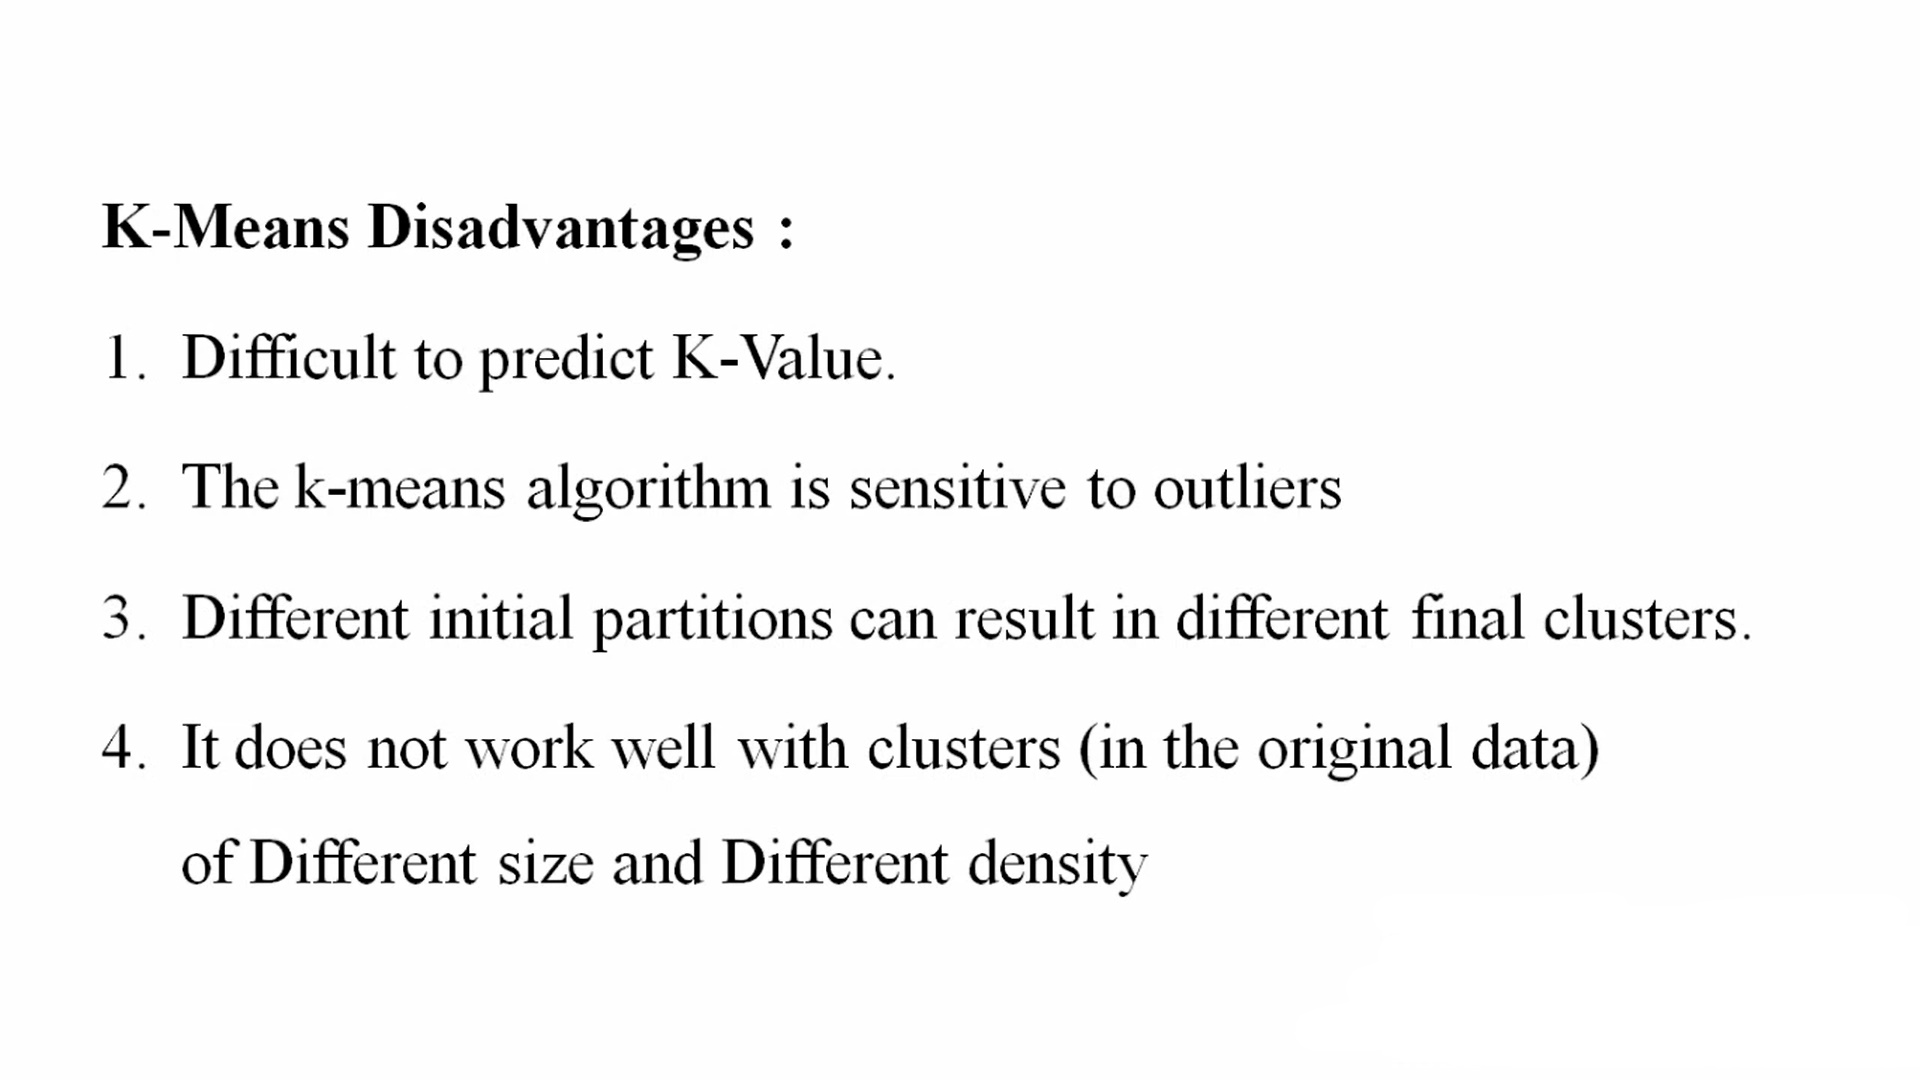 K-Means Disadvantages :
1. Difficult to predict K-Value.
2. The k-means algorithm is sensitive to outliers
3. Different initial partitions can result in different final clusters.
4. It does not work well with clusters (in the original data)
of Different size and Different density